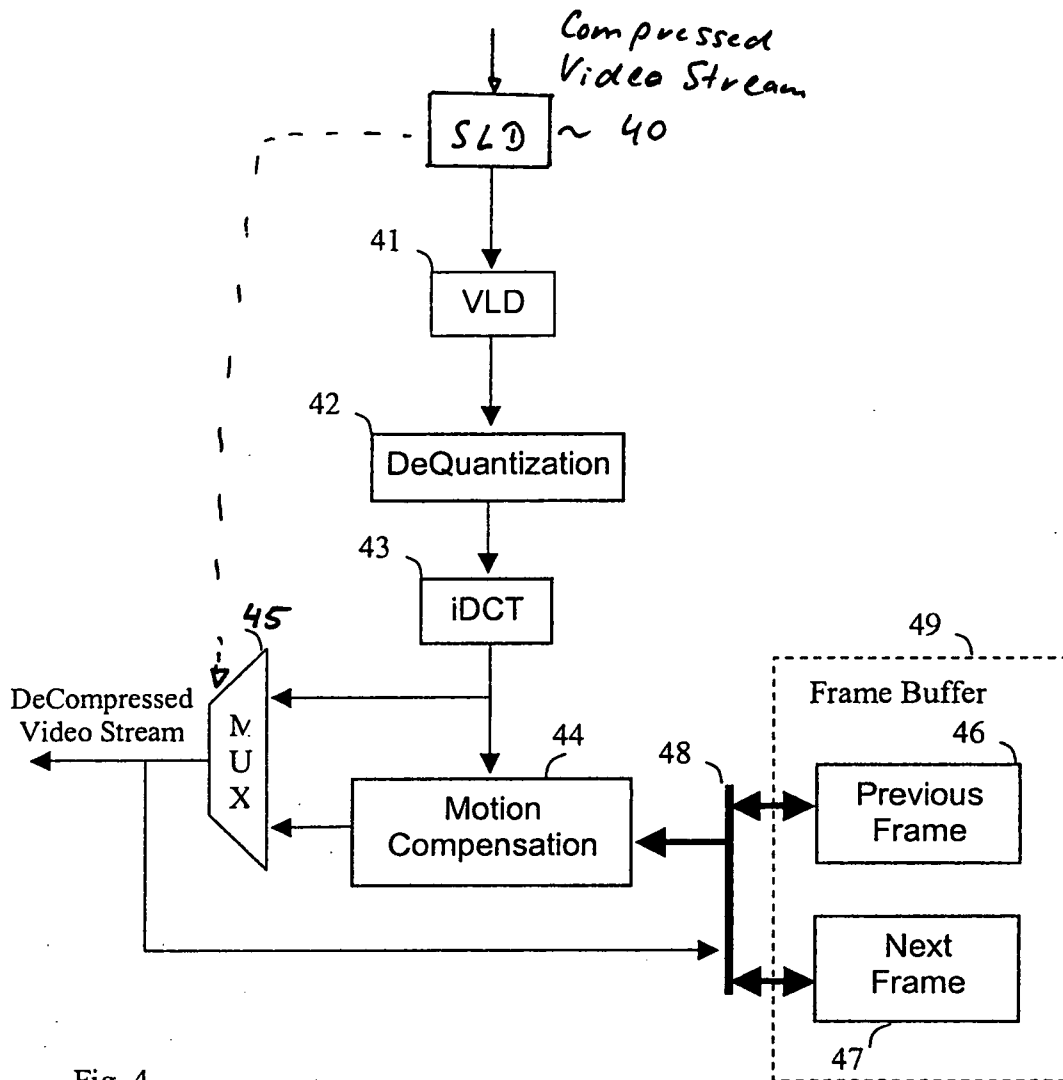 Compressed
Video Stream
SLD ~ 40
41
VLD
42
DeQuantization
43
iDCT
45
49
DeCompressed
Video Stream
M
U
X
44
Motion
Compensation
48
Frame Buffer
46
Previous
Frame
Next
Frame
47
Fig. 4